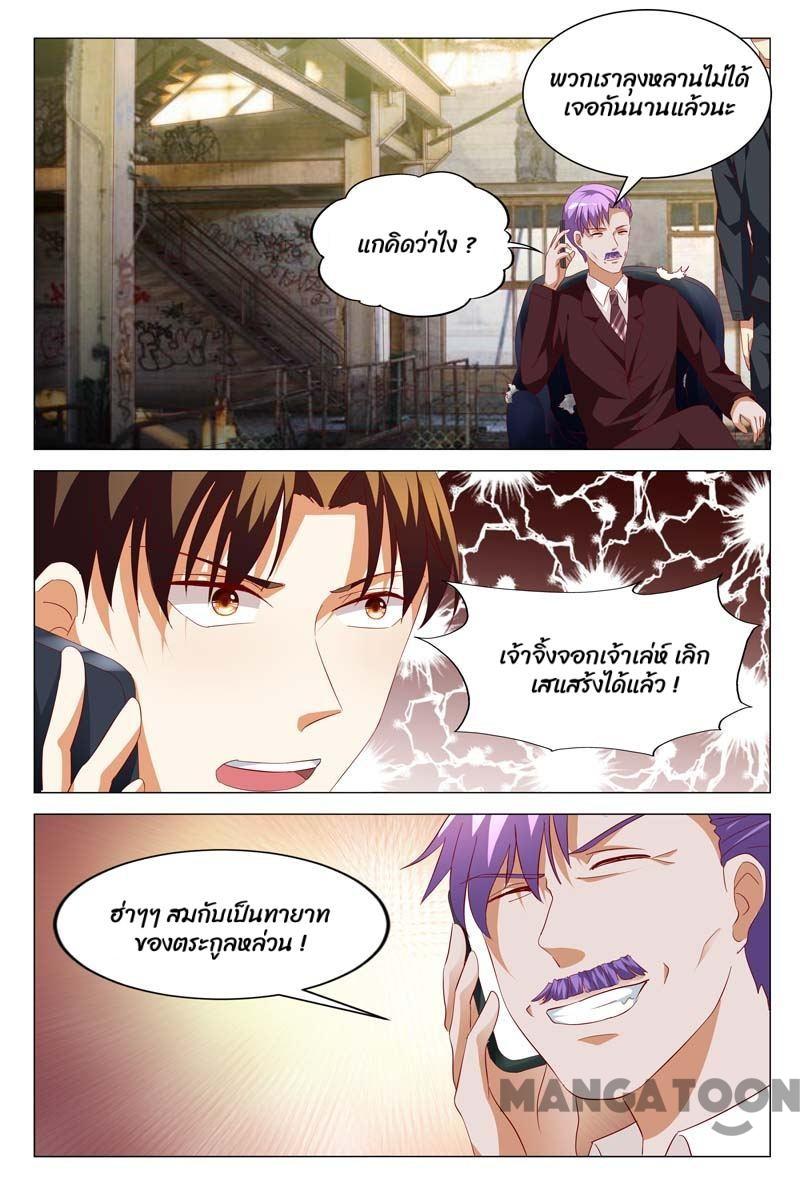 พวกเราลุงหลานไม่ได้
เจอกันนานแล้วนะ
แกคิดว่าไง ?
เจ้าจิ้งจอกเจ้าเล่ห์ เลิก
เสแสร้งได้แล้ว !
ฮ่าๆๆ สมกับเป็นทายาท
ของตระกูลหล่วน !
MANGATOON